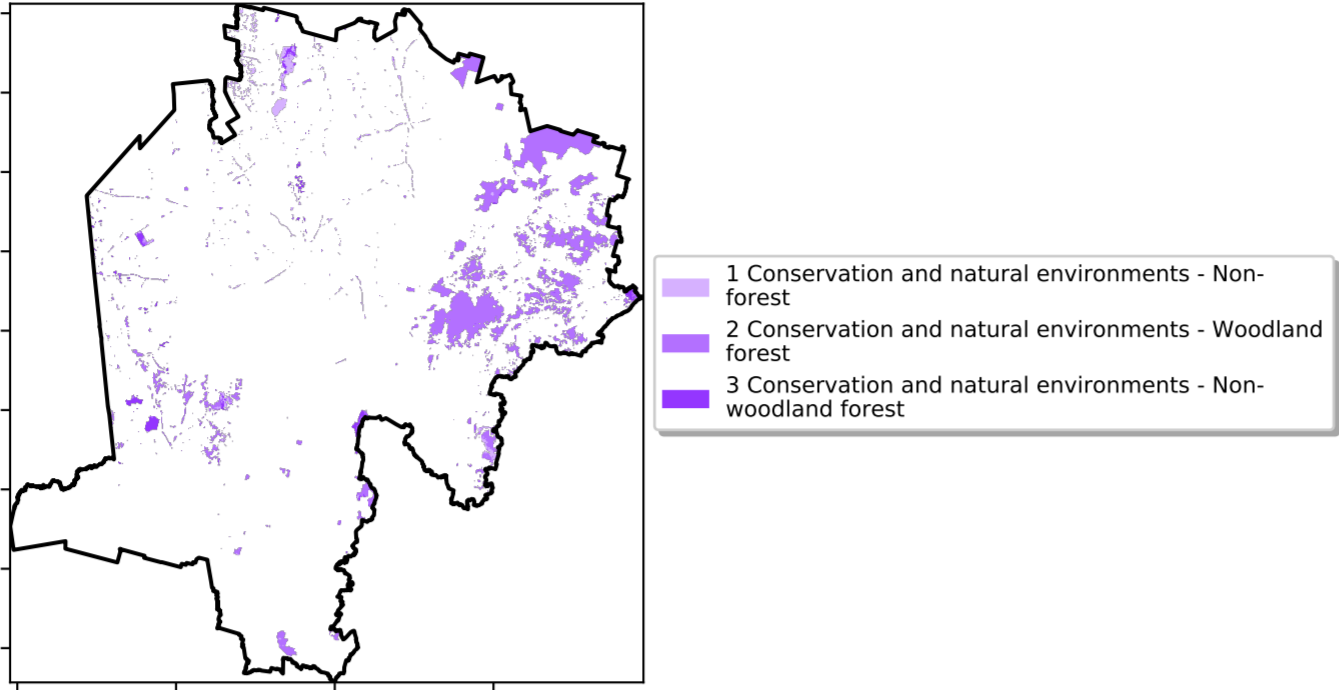 1 Conservation and natural environments - Non-
forest
2 Conservation and natural environments - Woodland
forest
3 Conservation and natural environments - Non-
woodland forest